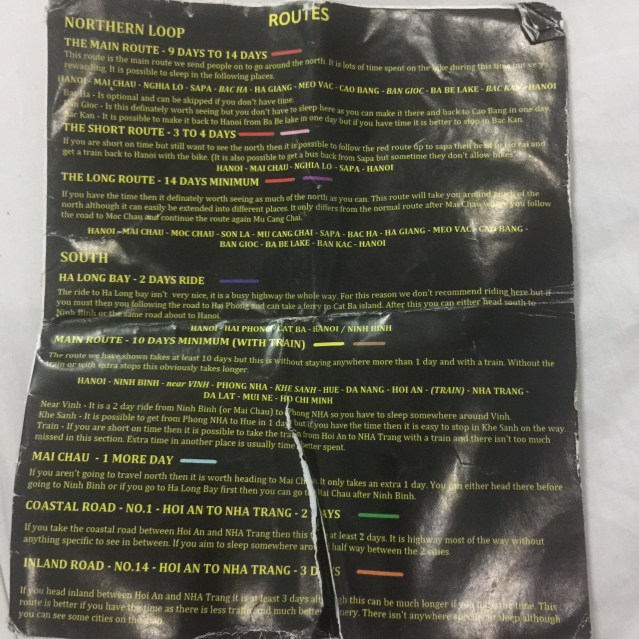 ROUTES
NORTHERN LOOP
THE MAIN ROUTE - 9 DAYS TO 14 DAYS
This route is the main route we send people on to go around the north. It is lots of time spent on the bike during this time but very
rewarding. It is possible to sleep in the following places.
HANOI - MAI CHAU - NGHIA LO - SAPA - BAC HA - HA GIANG - MEO VAC - CAO BANG - BAN GIOC - BA BE LAKE - BAC KAN - HANOI
Bac Ha - Is optional and can be skipped if you don't have time.
Ban Gioc - Is this definately worth seeing but you don't have to sleep here as you can make it there and back to Cao Bang in one day.
Bac Kan - It is possible to make it back to Hanoi from Ba Be lake in one day but if you have time it is better to stop in Bac Kan.
THE SHORT ROUTE - 3 TO 4 DAYS
If you are short on time but still want to see the north then it is possible to follow the red route up to sapa then and
get a train back to Hanoi with the bike. (It is also possible to get a bus back from Sapa but sometime they don't allow bikes
HANOI - MAI CHAU - NGHIA LO - SAPA - HANOI
THE LONG ROUTE - 14 DAYS MINIMUM
If you have the time then it definately worth seeing as much of the north as you can. This route will take you around of the
north although it can easily be extended into different places. It only differs from the normal route after Mai Chau you follow
the road to Moc Chau and continue the route again Mu Cang Chai.
HANOI - MAI CHAU - MOC CHAU - SON LA - MU CANG CHAI - SAPA - BAC HA - HA GIANG - MEO VAC - CAO BANG -
BAN GIOC - BA BE LAKE - BAN KAC - HANOI
SOUTH
HA LONG BAY - 2 DAYS RIDE
The ride to Ha Long bay isn't very nice, it is a busy highway the whole way. For this reason we don't recommend riding here but if
you must then you following the road to Hai Phong and can take a ferry to Cat Ba island. After this you can either head south to
Ninh Binh or the same road about to Hanoi.
HANOI - HAI PHONG - CAT BA - HANOI / NINH BINH
MAIN ROUTE - 10 DAYS MINIMUM (WITH TRAIN)
The route we have shown takes at least 10 days but this is without staying anywhere more than 1 day and with a train. Without the
train or with extra stops this obviously takes longer.
HANOI - NINH BINH - near VINH - PHONG NHA - KHE SANH - HUE - DA NANG - HOI AN - (TRAIN) - NHA TRANG -
DA LAT - MUI NE - HO CHI MINH
Near Vinh - It is a 2 day ride from Ninh Binh (or Mai Chau) to Phong NHA so you have to sleep somewhere around Vinh.
Khe Sanh - It is possible to get from Phong NHA to Hue in 1 day but if you have the time then it is easy to stop in Khe Sanh on the way.
Train - If you are short on time then it is possible to take the train from Hoi An to NHA Trang with a train and there isn't too much
missed in this section. Extra time in another place is usually time better spent.
MAI CHAU - 1 MORE DAY
If you aren't going to travel north then it is worth heading to Mai Chau. It only takes an extra 1 day. You can either head there before
going to Ninh Binh or if you go to Ha Long Bay first then you can go to Mai Chau after Ninh Binh.
COASTAL ROAD - NO.1 - HOI AN TO NHA TRANG - 2 DAYS
If you take the coastal road between Hoi An and NHA Trang then this at least 2 days. It is highway most of the way without
anything specific to see in between. If you aim to sleep somewhere around half way between the 2 cities.
INLAND ROAD - NO.14 - HOI AN TO NHA TRANG - 3 DAYS
If you head inland between Hoi An and NHA Trang it is at least 3 days although this can be much longer if you have the time. This
route is better if you have the time as there is less traffic and much better scenery. There isn't anywhere specific to sleep although
you can see some cities on the map.